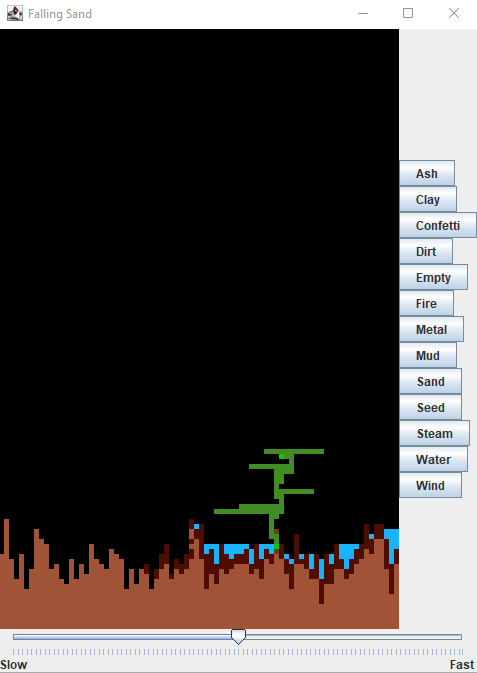 Falling Sand
Ash
Clay
Confetti
Dirt
Empty
Fire
Metal
Mud
Sand
Seed
Steam
Water
Wind
Slow Fast